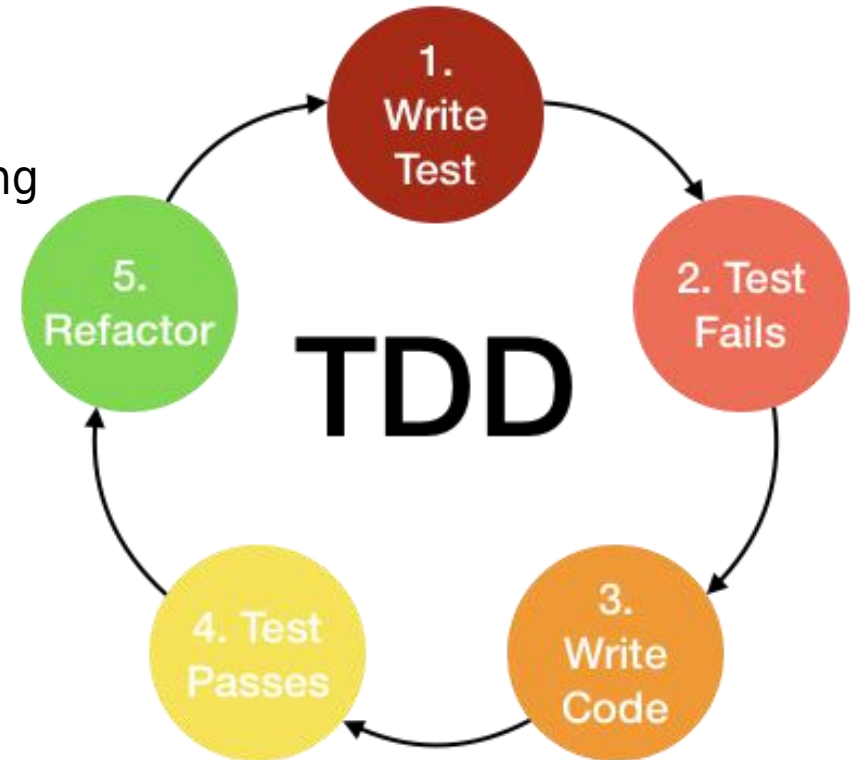 1.
Write
Test
ng
5.
Refactor
2. Test
Fails
TDD
4. Test
Passes
3.
Write
Code